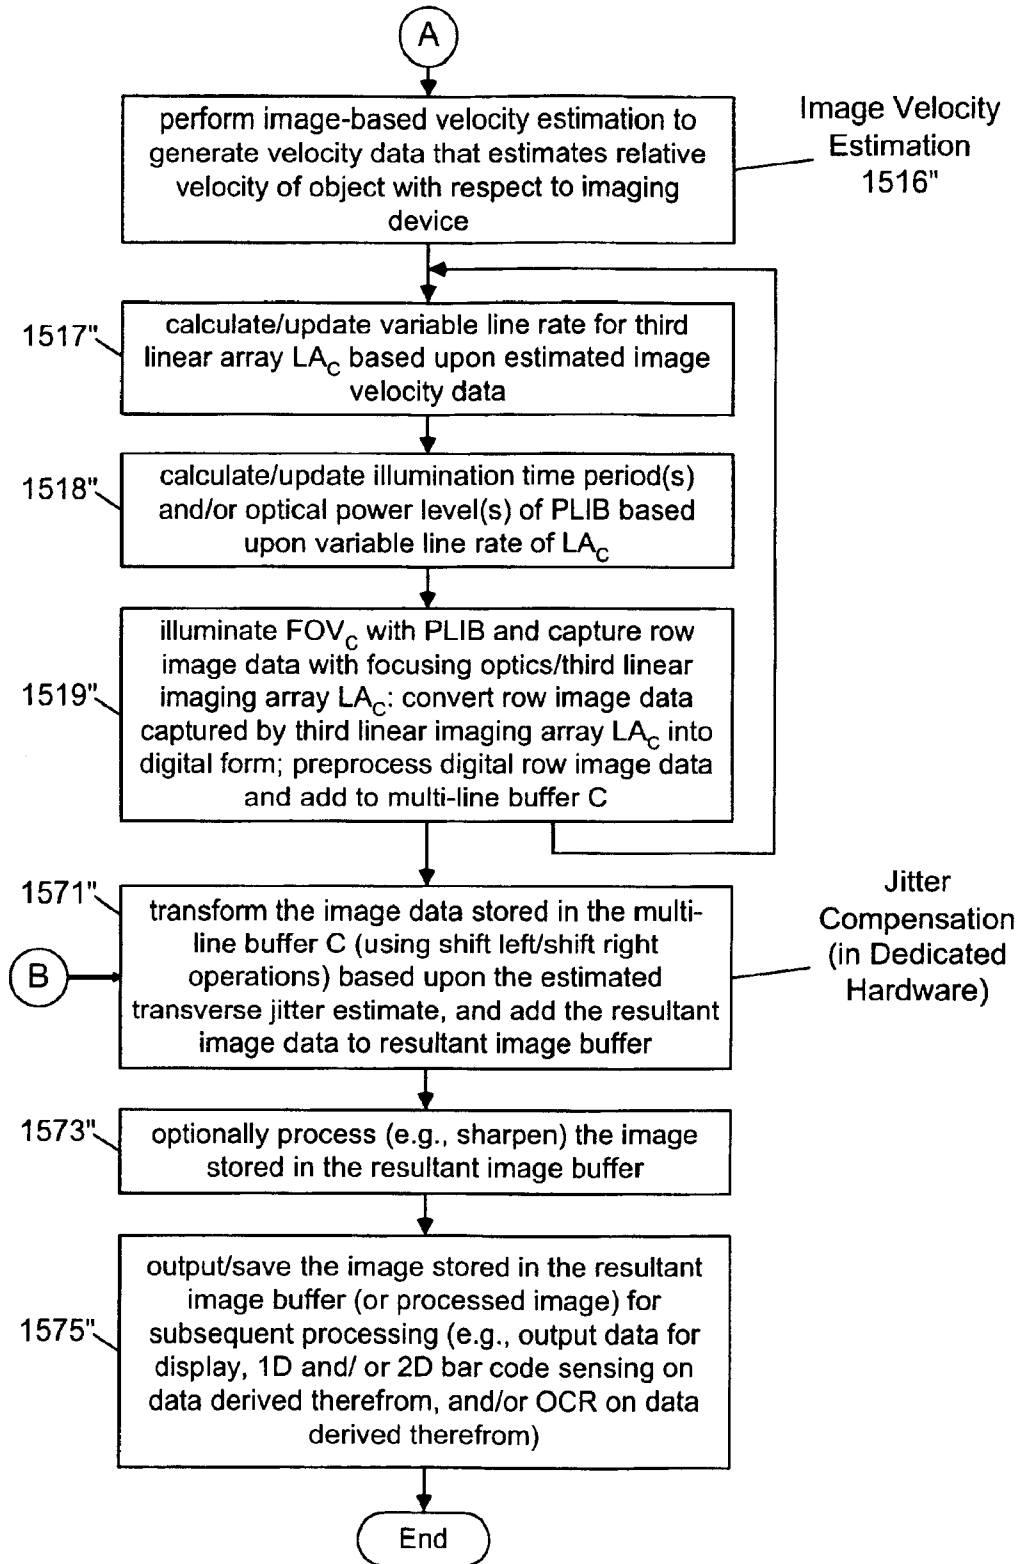 A
perform image-based velocity estimation to
generate velocity data that estimates relative
velocity of object with respect to imaging
device
Image Velocity
Estimation
1516"
1517"
calculate/update variable line rate for third
linear array LAC based upon estimated image
velocity data
1518"
calculate/update illumination time period(s)
and/or optical power level(s) of PLIB based
upon variable line rate of LAC
1519"
illuminate FOVC with PLIB and capture row
image data with focusing optics/third linear
imaging array LAC: convert row image data
captured by third linear imaging array LAC into
digital form; preprocess digital row image data
and add to multi-line buffer C
1571"
B
transform the image data stored in the multi-
line buffer C (using shift left/shift right
operations) based upon the estimated
transverse jitter estimate, and add the resultant
image data to resultant image buffer
Jitter
Compensation
(in Dedicated
Hardware)
1573"
optionally process (e.g., sharpen) the image
stored in the resultant image buffer
1575"
output/save the image stored in the resultant
image buffer (or processed image) for
subsequent processing (e.g., output data for
display, 1D and/ or 2D bar code sensing on
data derived therefrom, and/or OCR on data
derived therefrom)
End